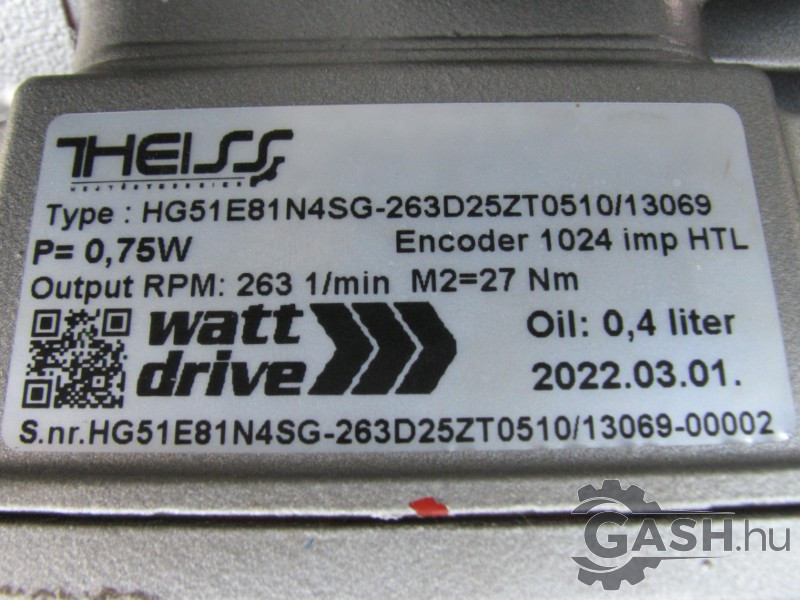 THEISS
HAJTÁSTECHNIKA
Type : HG51E81N4SG-263D25ZT0510/13069
P= 0,75W Encoder 1024 imp HTL
Output RPM: 263 1/min M2=27 Nm
watt drive
Oil: 0,4 liter
2022.03.01.
S.nr.HG51E81N4SG-263D25ZT0510/13069-00002
GASH.hu